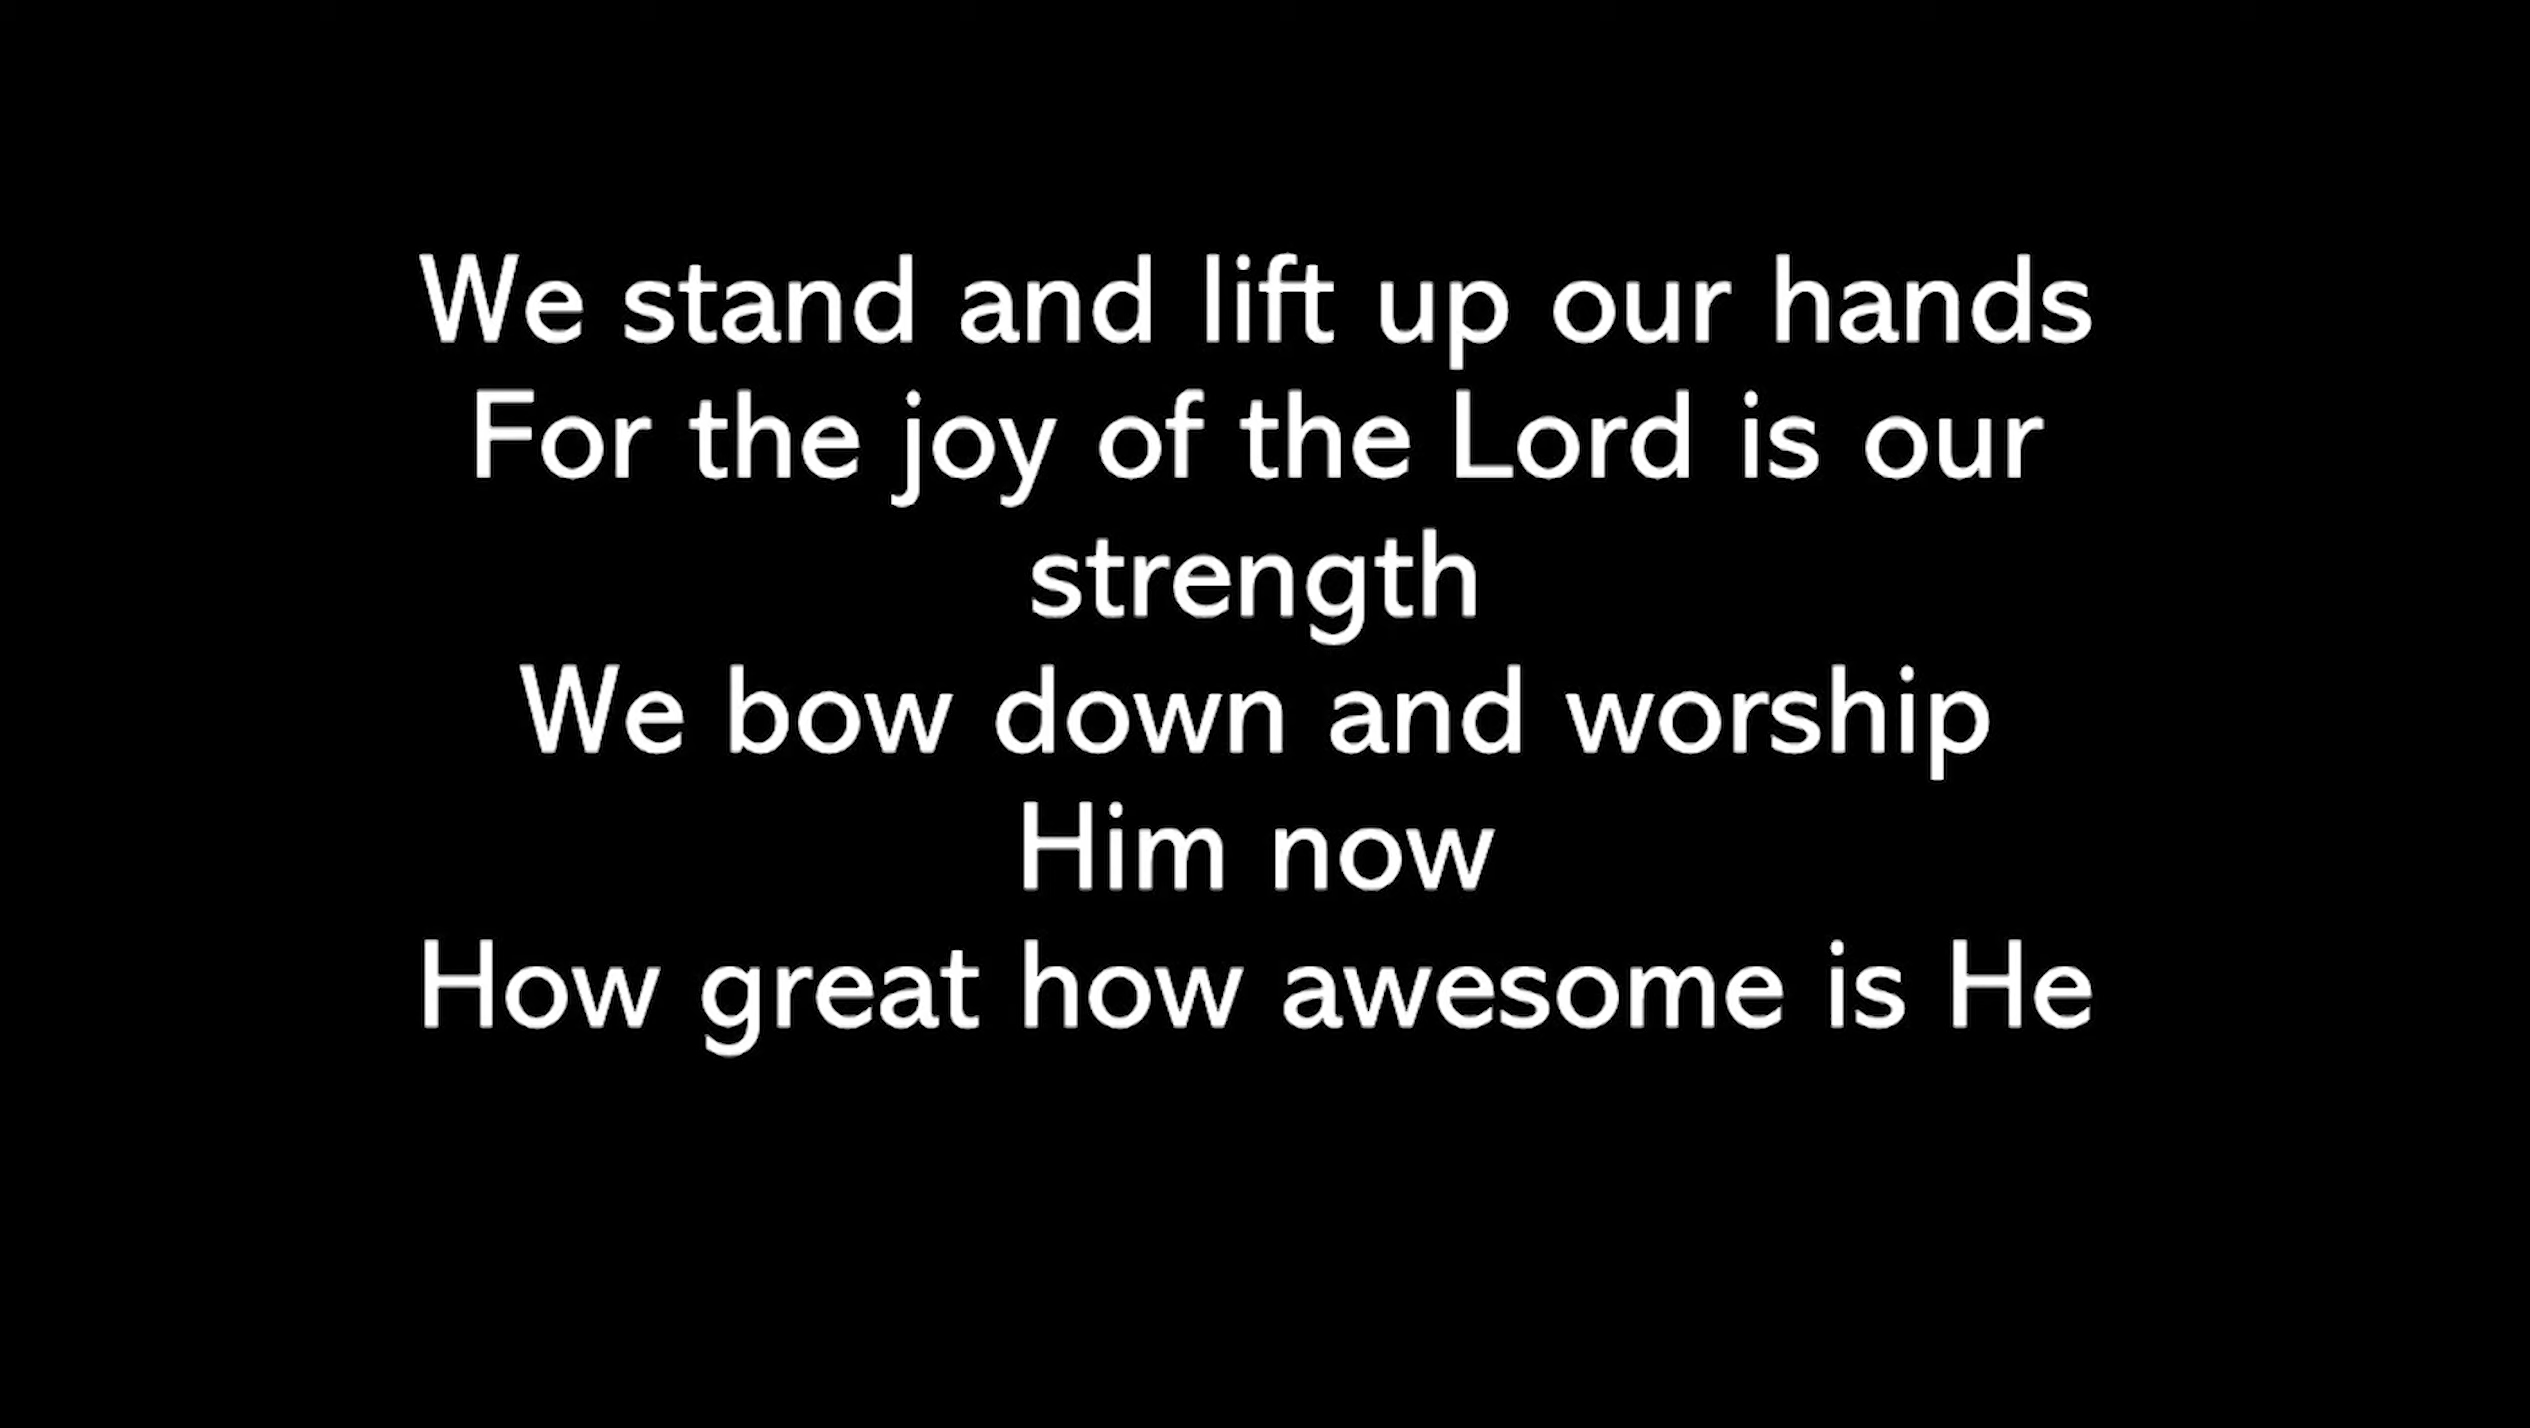 We stand and lift up our hands
For the joy of the Lord is our
strength
We bow down and worship
Him now
How great how awesome is He